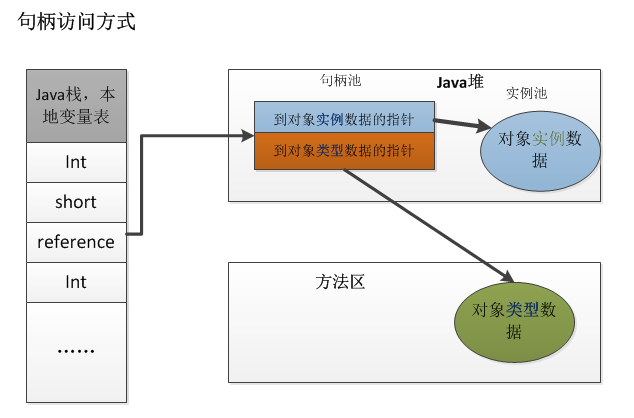 句柄访问方式
Java栈，本
地变量表
Int
short
reference
Int
……
句柄池
Java堆
实例池
到对象实例数据的指针
到对象类型数据的指针
对象实例数
据
方法区
对象类型数
据